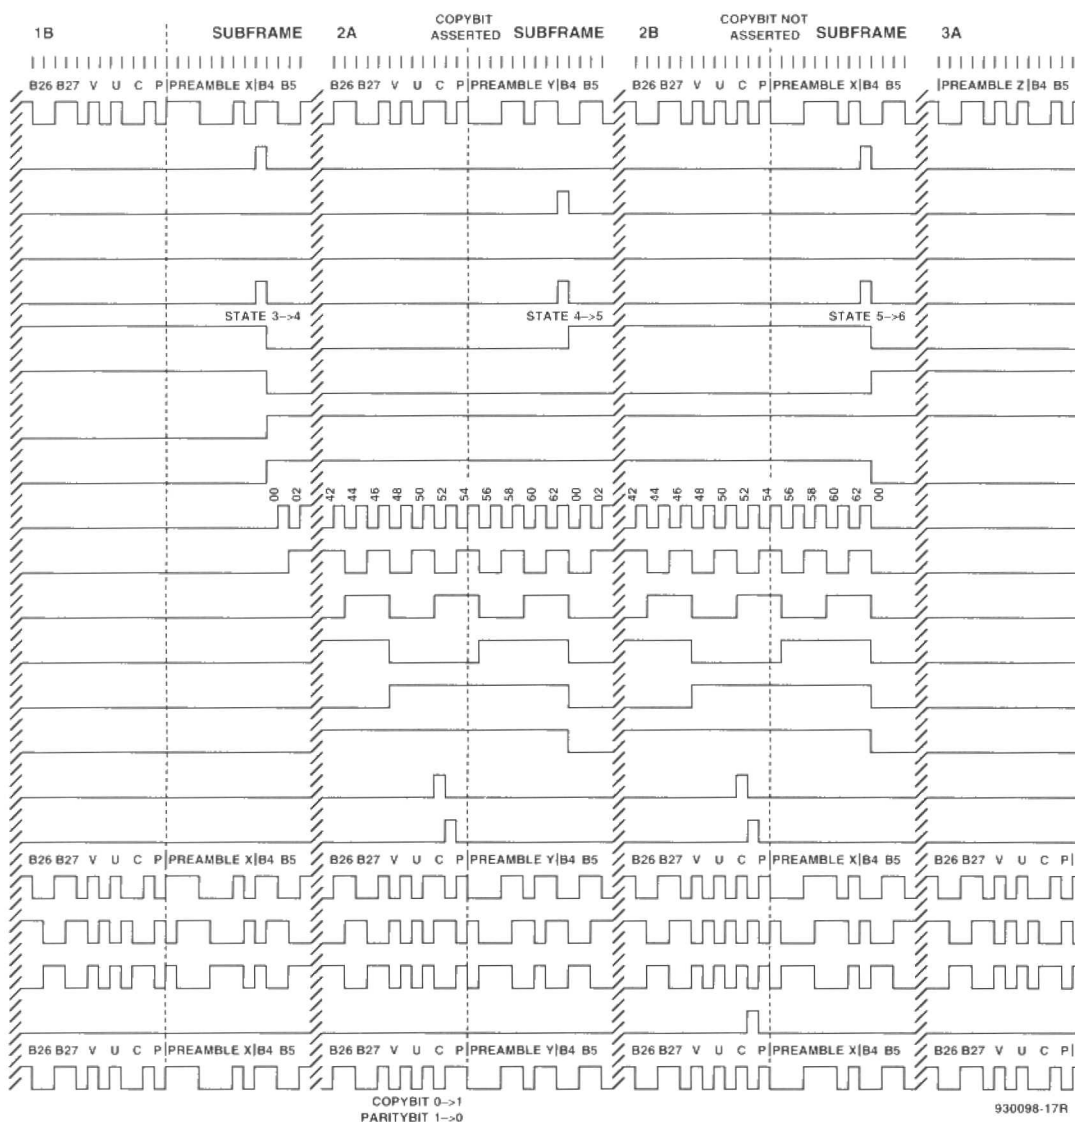 1B SUBFRAME 2A COPYBIT ASSERTED SUBFRAME 2B COPYBIT NOT ASSERTED SUBFRAME 3A
B26 B27 V U C P|PREAMBLE X|B4 B5 B26 B27 V U C P|PREAMBLE Y|B4 B5 B26 B27 V U C P|PREAMBLE X|B4 B5 |PREAMBLE Z|B4 B5
STATE 3–>4 STATE 4–>5 STATE 5–>6
00 02 42 44 46 48 50 52 54 56 58 60 62 00 02 42 44 46 48 50 52 54 56 58 60 62 00
B26 B27 V U C P|PREAMBLE X|B4 B5 B26 B27 V U C P|PREAMBLE Y|B4 B5 B26 B27 V U C P|PREAMBLE X|B4 B5 B26 B27 V U C P|
B26 B27 V U C P|PREAMBLE X|B4 B5 B26 B27 V U C P|PREAMBLE Y|B4 B5 B26 B27 V U C P|PREAMBLE X|B4 B5 B26 B27 V U C P|
COPYBIT 0–>1
PARITYBIT 1–>0
930098-17R